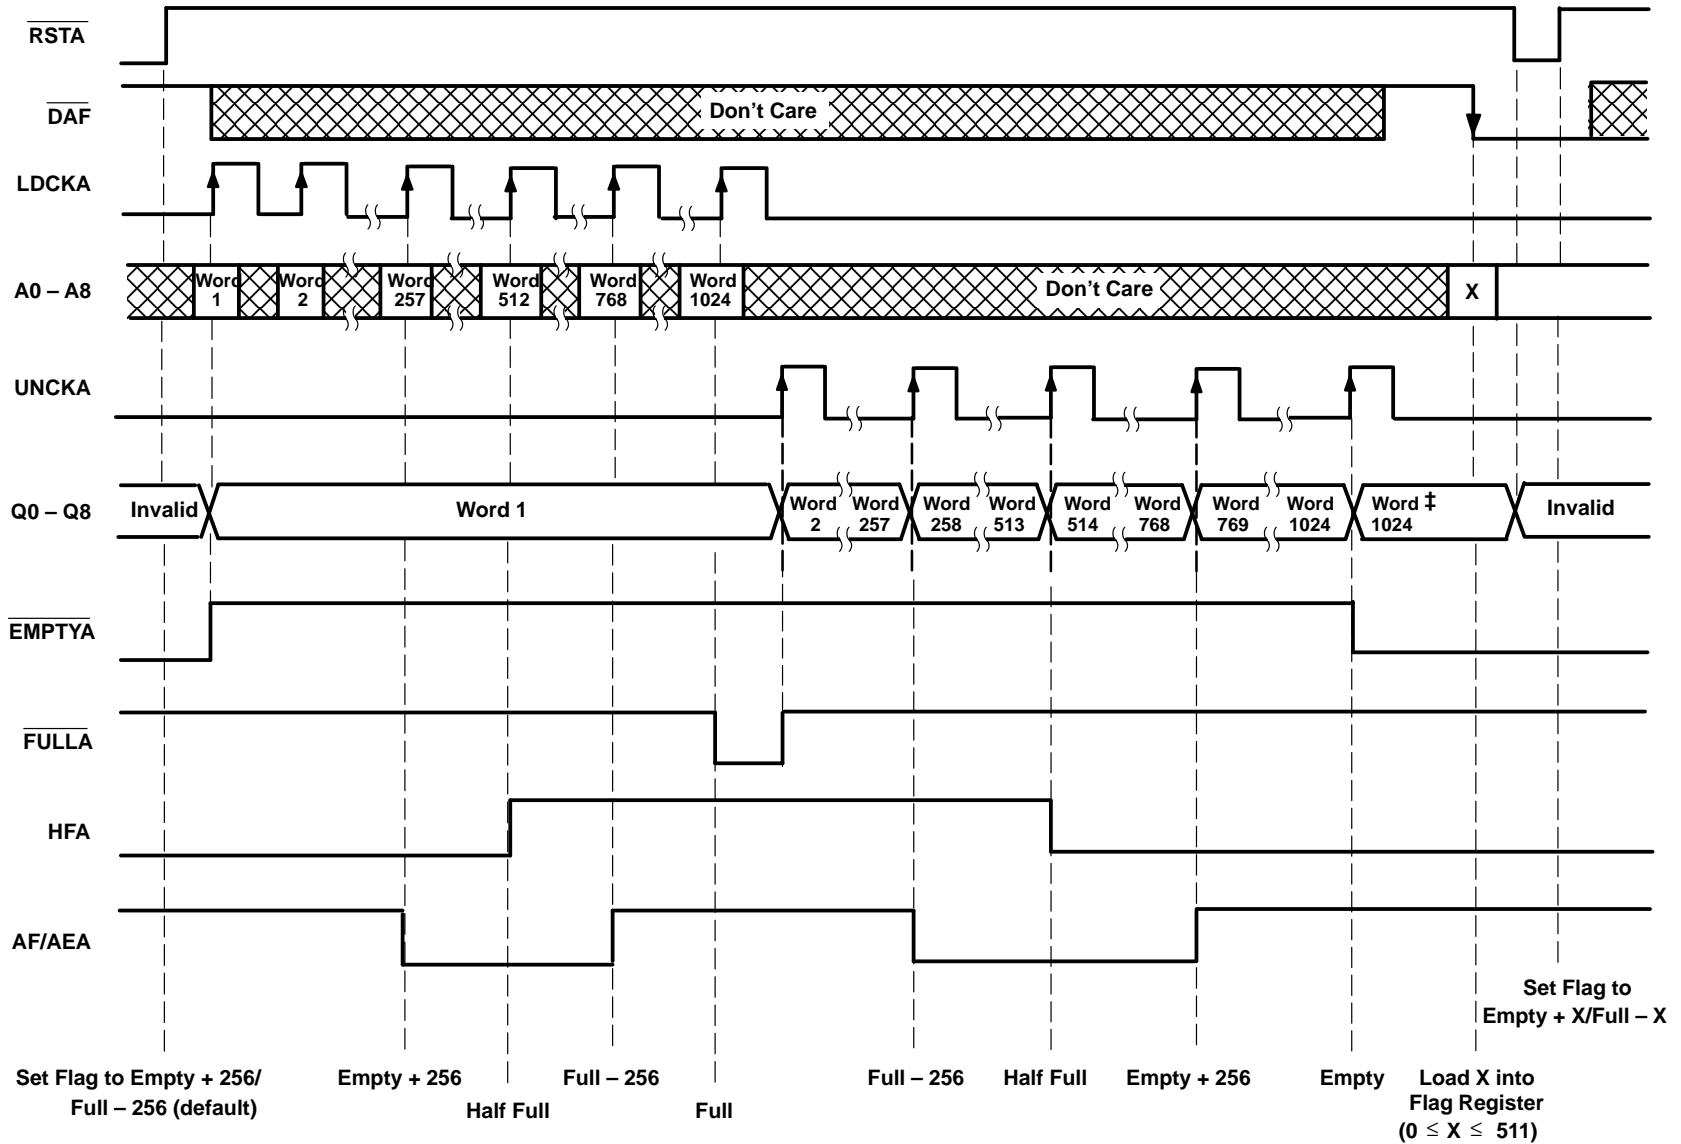 RSTA
DAF
Don't Care
LDCKA
A0 – A8
Word 1
Word 2
Word 257
Word 512
Word 768
Word 1024
Don't Care
X
UNCKA
Q0 – Q8
Invalid
Word 1
Word 2
Word 257
Word 258
Word 513
Word 514
Word 768
Word 769
Word 1024
Word ‡ 1024
Invalid
EMPTYA
FULLA
HFA
AF/AEA
Set Flag to
Empty + X/Full – X
Set Flag to Empty + 256/
Full – 256 (default)
Empty + 256
Half Full
Full – 256
Full
Full – 256
Half Full
Empty + 256
Empty
Load X into
Flag Register
(0 ≤ X ≤ 511)